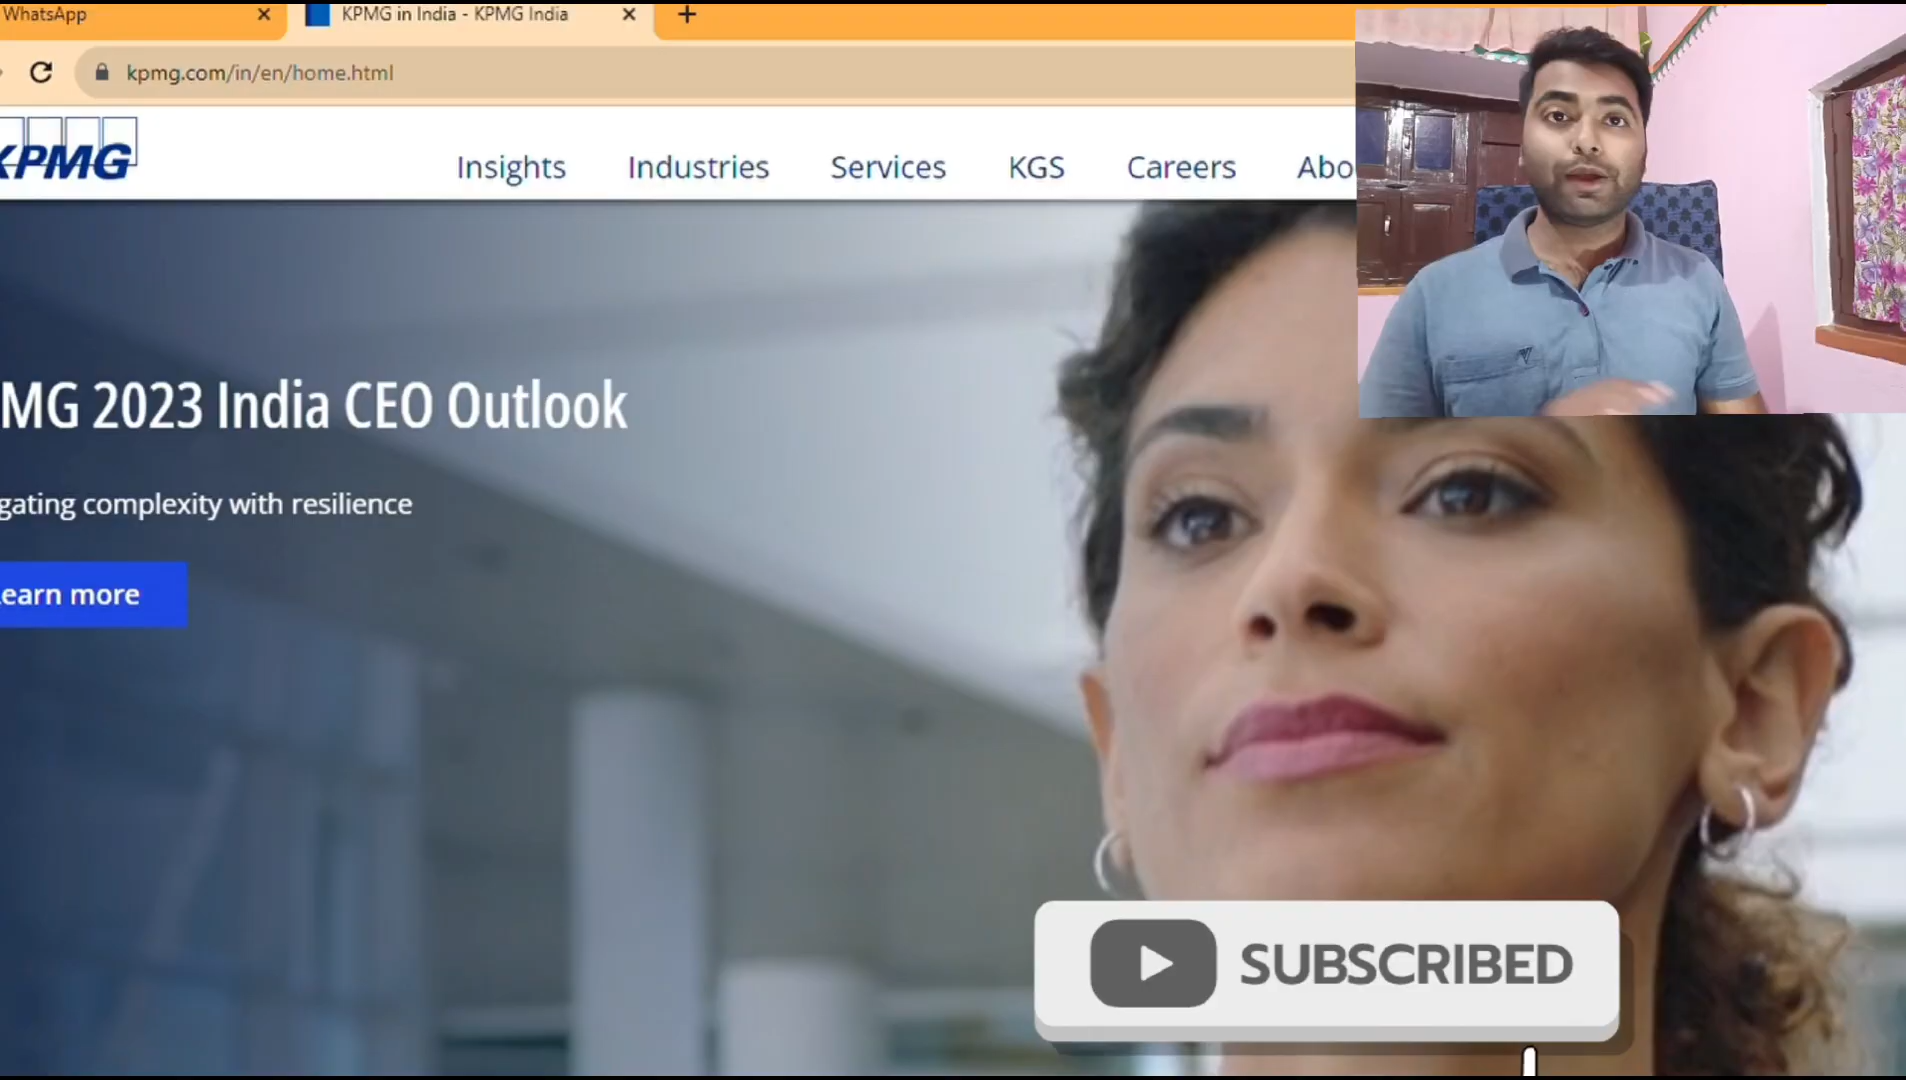 WhatsApp
KPMG in India - KPMG India
kpmg.com/in/en/home.html
KPMG
Insights
Industries
Services
KGS
Careers
Abo
MG 2023 India CEO Outlook
gating complexity with resilience
earn more
SUBSCRIBED